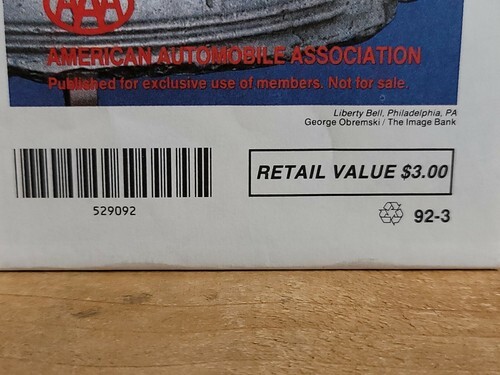 AAA
AMERICAN AUTOMOBILE ASSOCIATION
Published for exclusive use of members. Not for sale.
Liberty Bell, Philadelphia, PA
George Obremski / The Image Bank
RETAIL VALUE $3.00
529092
92-3